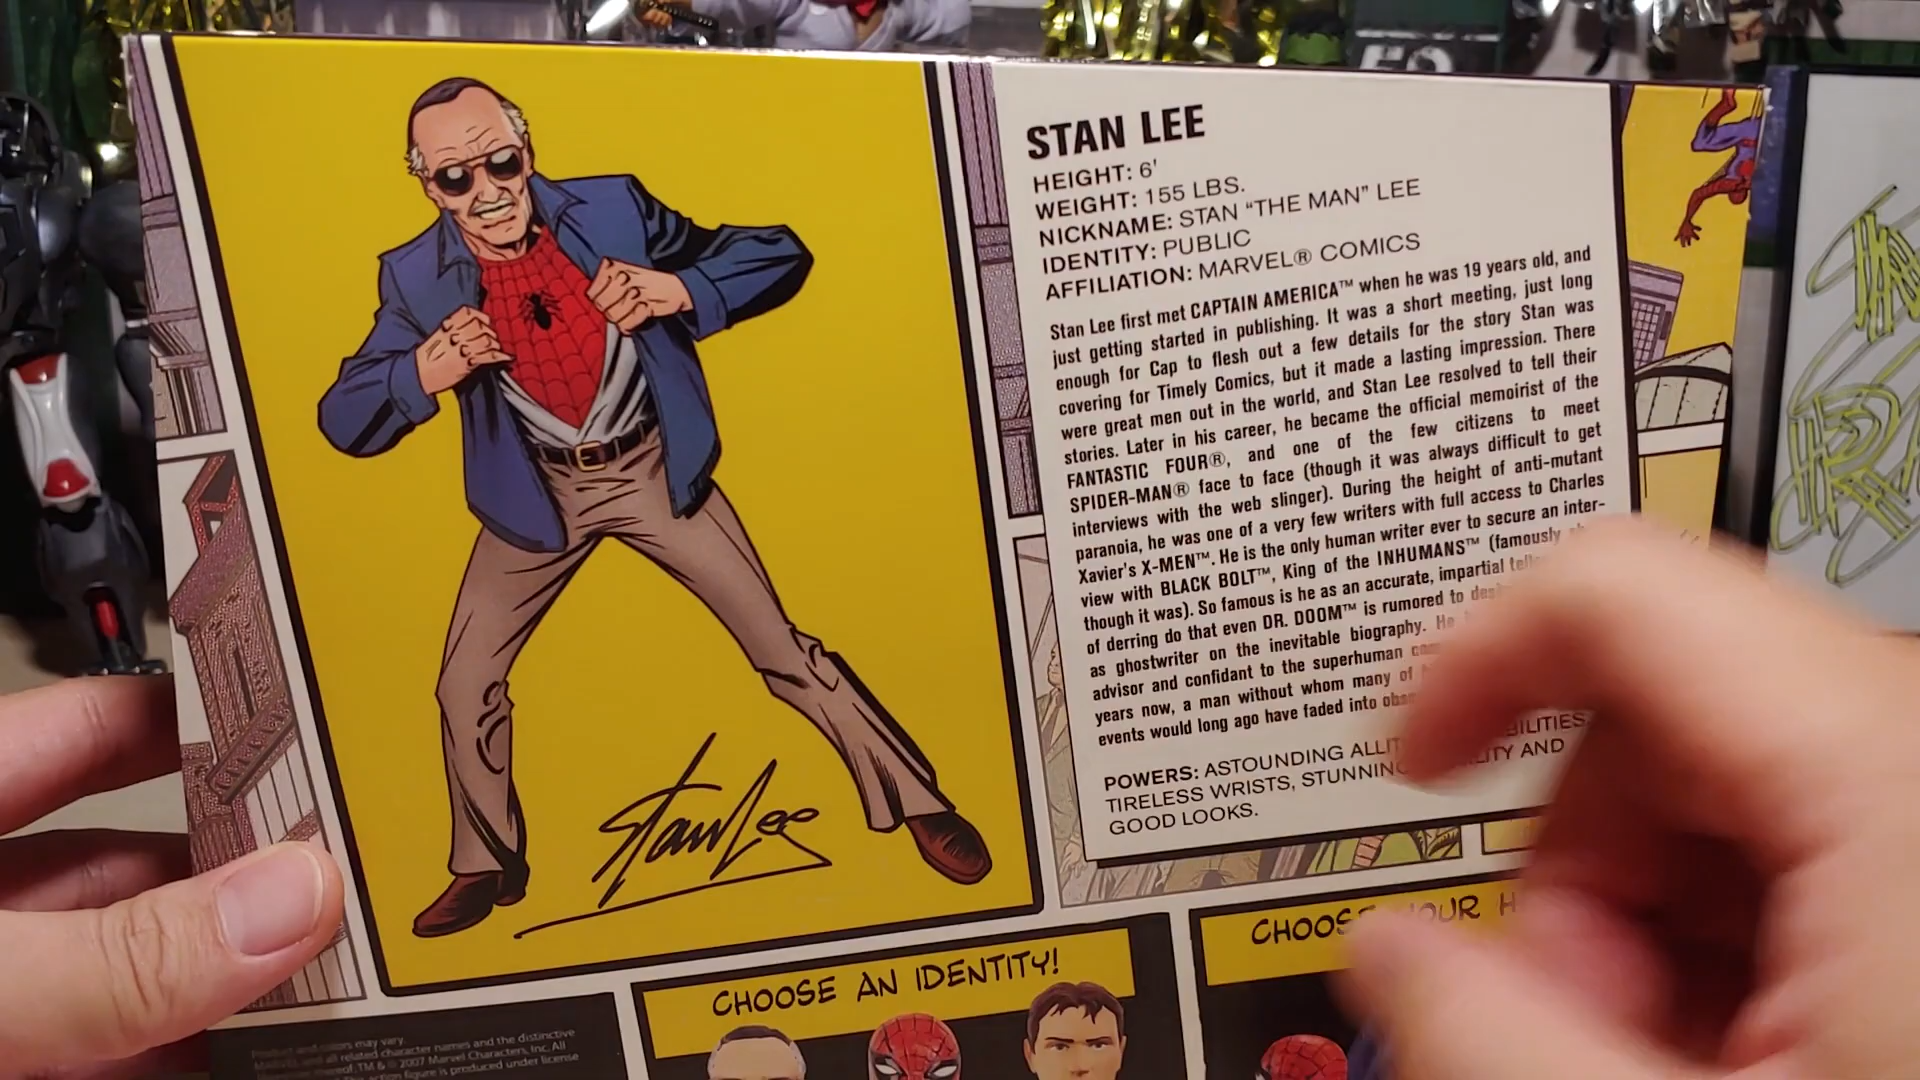 STAN LEE
HEIGHT: 6'
WEIGHT: 155 LBS.
NICKNAME: STAN “THE MAN” LEE
IDENTITY: PUBLIC
AFFILIATION: MARVEL® COMICS
Stan Lee first met CAPTAIN AMERICA™ when he was 19 years old, and
just getting started in publishing. It was a short meeting, just long
enough for Cap to flesh out a few details for the story Stan was
covering for Timely Comics, but it made a lasting impression. There
were great men out in the world, and Stan Lee resolved to tell their
stories. Later in his career, he became the official memoirist of the
FANTASTIC FOUR®, and one of the few citizens to meet
SPIDER-MAN® face to face (though it was always difficult to get
interviews with the web slinger). During the height of anti-mutant
paranoia, he was one of a very few writers with full access to Charles
Xavier's X-MEN™. He is the only human writer ever to secure an inter-
view with BLACK BOLT™, King of the INHUMANS™ (famously
though it was). So famous is he as an accurate, impartial
of derring do that even DR. DOOM™ is rumored to
as ghostwriter on the inevitable biography. He
advisor and confidant to the superhuman
years now, a man without whom many of
events would long ago have faded into
POWERS: ASTOUNDING
TIRELESS WRISTS, STUNNING AND
GOOD LOOKS.
Stan Lee
CHOOSE AN IDENTITY!
CHOOSE YOUR
Product and colors may vary.
MARVEL and all related character names and the distinctive
thereof: TM & © 2007 Marvel Characters, Inc. All
action figure is produced under license